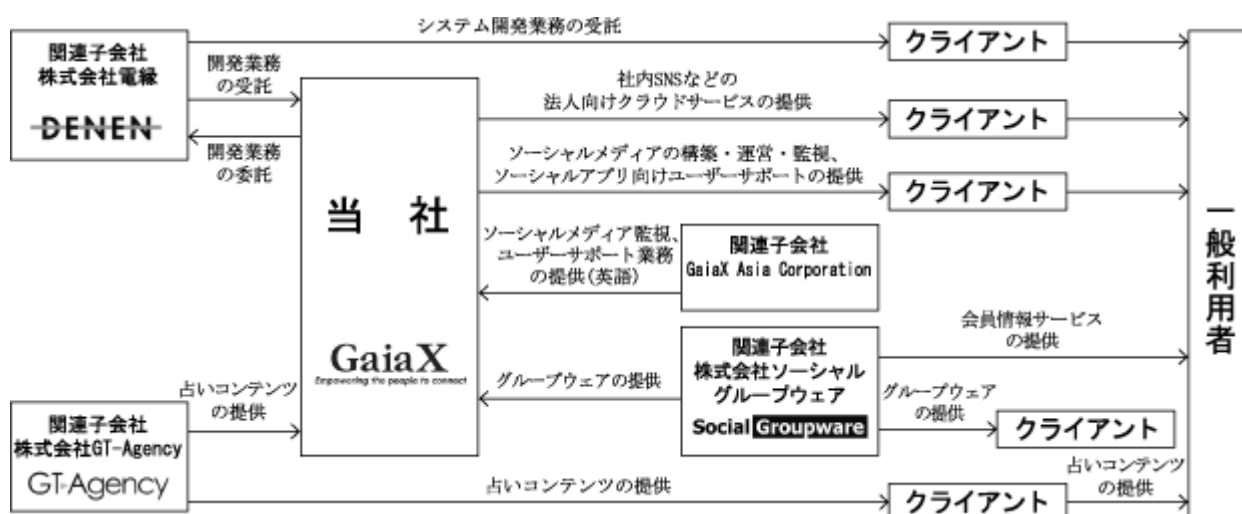 システム開発業務の受託
関連子会社
株式会社電縁
DENEN
開発業務
の受託
開発業務
の委託
クライアント
社内SNSなどの
法人向けクラウドサービスの提供
クライアント
ソーシャルメディアの構築・運営・監視、
ソーシャルアプリ向けユーザーサポートの提供
クライアント
当 社
GaiaX
Empowering the people to connect
ソーシャルメディア監視、
ユーザーサポート業務
の提供(英語)
関連子会社
GaiaX Asia Corporation
グループウェアの提供
関連子会社
株式会社ソーシャル
グループウェア
Social Groupware
会員情報サービス
の提供
グループウェア
の提供
クライアント
占いコンテンツ
の提供
関連子会社
株式会社GT-Agency
GT-Agency
占いコンテンツの提供
クライアント
占いコンテンツ
の提供
一般利用者